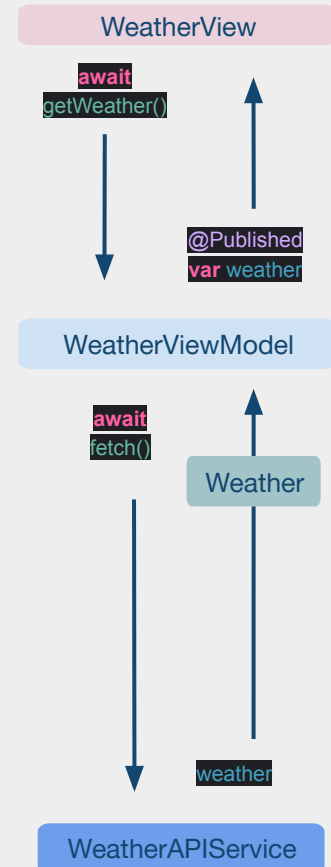 WeatherView
await
getWeather()
@Published
var weather
WeatherViewModel
await
fetch()
Weather
weather
WeatherAPIService